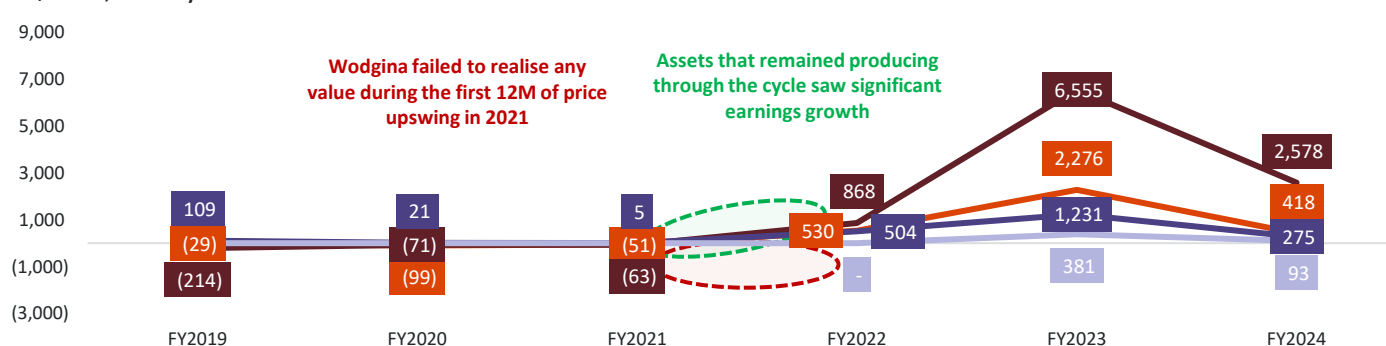 9,000
7,000
5,000
3,000
1,000
(1,000)
(3,000)
Wodgina failed to realise any
value during the first 12M of price
upswing in 2021
Assets that remained producing
through the cycle saw significant
earnings growth
109
(29)
(214)
21
(71)
(99)
5
(51)
(63)
868
530
504
-
6,555
2,276
1,231
381
2,578
418
275
93
FY2019
FY2020
FY2021
FY2022
FY2023
FY2024